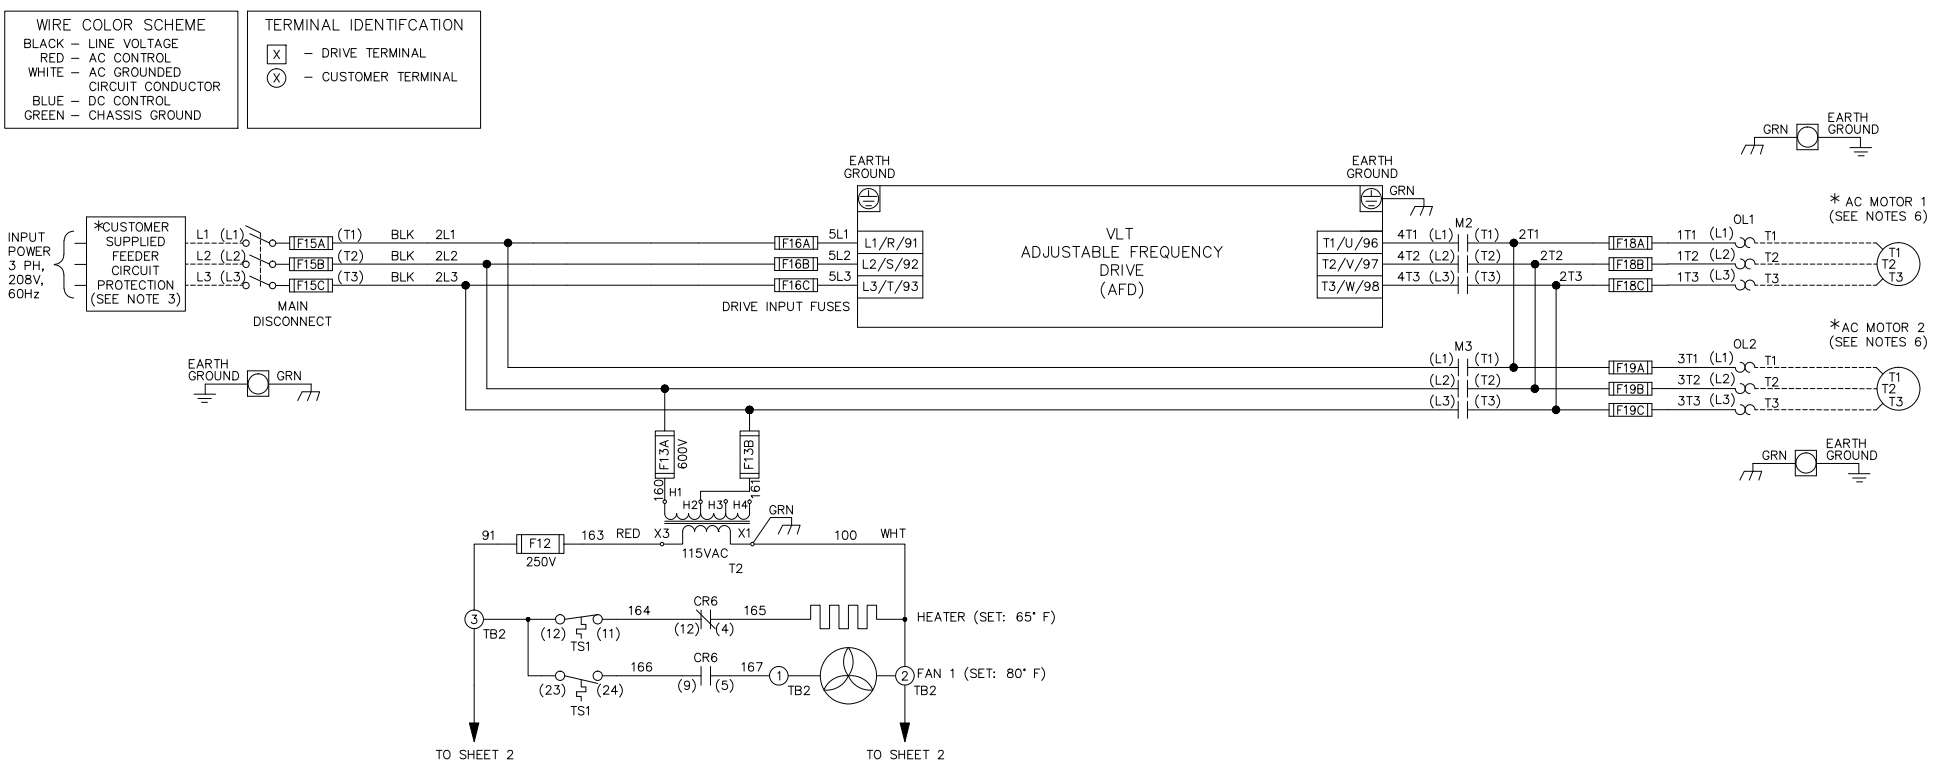 WIRE COLOR SCHEME
BLACK – LINE VOLTAGE
RED – AC CONTROL
WHITE – AC GROUNDED
CIRCUIT CONDUCTOR
BLUE – DC CONTROL
GREEN – CHASSIS GROUND
TERMINAL IDENTIFCATION
X – DRIVE TERMINAL
X – CUSTOMER TERMINAL
INPUT
POWER
3 PH,
208V,
60Hz
*CUSTOMER
SUPPLIED
FEEDER
CIRCUIT
PROTECTION
(SEE NOTE 3)
L1 (L1) F15A (T1) BLK 2L1
L2 (L2) F15B (T2) BLK 2L2
L3 (L3) F15C (T3) BLK 2L3
MAIN
DISCONNECT
F16A 5L1
F16B 5L2
F16C 5L3
DRIVE INPUT FUSES
EARTH
GROUND
L1/R/91
L2/S/92
L3/T/93
VLT
ADJUSTABLE FREQUENCY
DRIVE
(AFD)
EARTH
GROUND
GRN
T1/U/96
T2/V/97
T3/W/98
M2
4T1 (L1) (T1) 2T1
4T2 (L2) (T2) 2T2
4T3 (L3) (T3) 2T3
OL1
F18A 1T1 (L1) T1
F18B 1T2 (L2) T2
F18C 1T3 (L3) T3
GRN
EARTH
GROUND
* AC MOTOR 1
(SEE NOTES 6)
T1
T2
T3
M3
(L1) (T1)
(L2) (T2)
(L3) (T3)
OL2
F19A 3T1 (L1) T1
F19B 3T2 (L2) T2
F19C 3T3 (L3) T3
*AC MOTOR 2
(SEE NOTES 6)
T1
T2
T3
GRN
EARTH
GROUND
EARTH
GROUND
GRN
F13A
600V
F13B
160
161
H1
H2 H3 H4
GRN
91 F12 163 RED X3 X1 100 WHT
250V
115VAC
T2
3
TB2
164 CR6 165
(12) (11) (12) (4)
TS1
HEATER (SET: 65° F)
166 CR6 167
(23) (24) (9) (5)
TS1
1
TB2
2
TB2
FAN 1 (SET: 80° F)
TO SHEET 2
TO SHEET 2